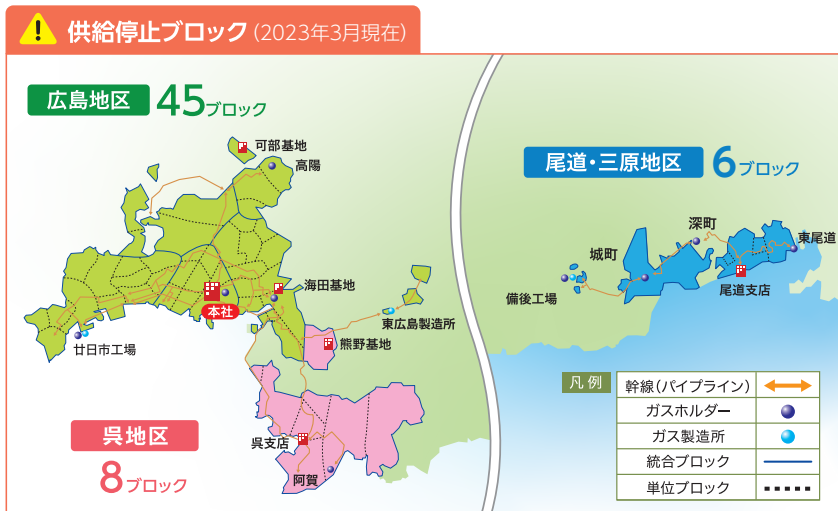 供給停止ブロック(2023年3月現在)
広島地区 45ブロック
可部基地
高陽
海田基地
本社
東広島製造所
廿日市工場
熊野基地
呉地区
8ブロック
呉支店
阿賀
尾道・三原地区 6ブロック
深町
東尾道
城町
備後工場
尾道支店
凡例
幹線(パイプライン)
ガスホルダー
ガス製造所
統合ブロック
単位ブロック